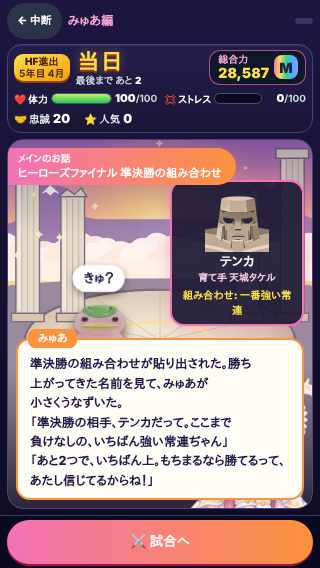 ← 中断
みゅあ編
HF進出
5年目 4月
当日
最後まで あと 2
総合力
28,587 M
体力 100/100
ストレス 0/100
忠誠 20
人気 0
メインのお話
ヒーローズファイナル 準決勝の組み合わせ
テンカ
育て手 天城タケル
組み合わせ: 一番強い常
連
きゅ?
みゅあ
準決勝の組み合わせが貼り出された。勝ち
上がってきた名前を見て、みゅあが
小さくうなずいた。
「準決勝の相手、テンカだって。ここまで
負けなしの、いちばん強い常連ぢゃん」
「あと2つで、いちばん上。もちまるなら勝てるって、
あたし信じてるからね!」
⚔️ 試合へ